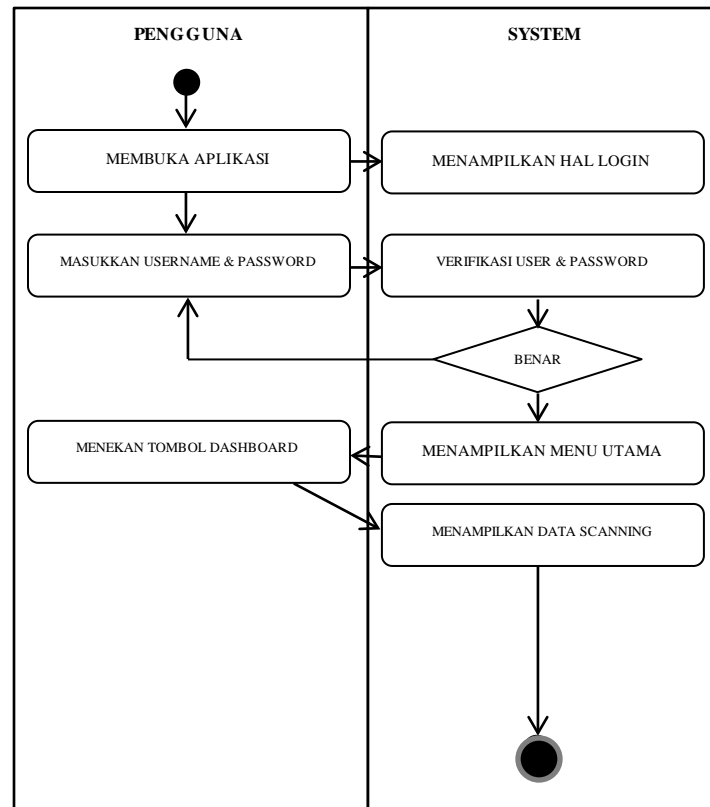 PENGGUNA
SYSTEM
MEMBUKA APLIKASI
MENAMPILKAN HAL LOGIN
MASUKKAN USERNAME & PASSWORD
VERIFIKASI USER & PASSWORD
BENAR
MENEKAN TOMBOL DASHBOARD
MENAMPILKAN MENU UTAMA
MENAMPILKAN DATA SCANNING